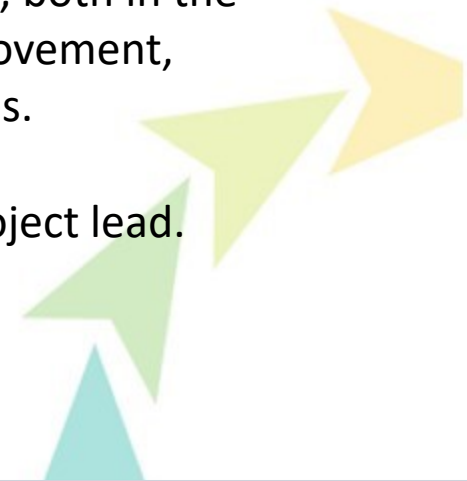 , both in the
ovement,
s.
oject lead.